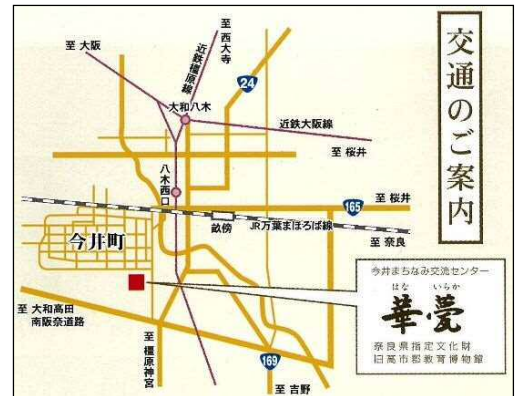 交通のご案内
至 大阪
至 西大寺
近鉄橿原線
24
大和八木
近鉄大阪線
至 桜井
八木西口
165
至 桜井
畝傍
JR万葉まほろば線
至 奈良
今井町
今井まちなみ交流センター
はな いらか
華甍
奈良県指定文化財
旧高市郡教育博物館
至 大和高田
南阪奈道路
至 橿原神宮
169
至 吉野